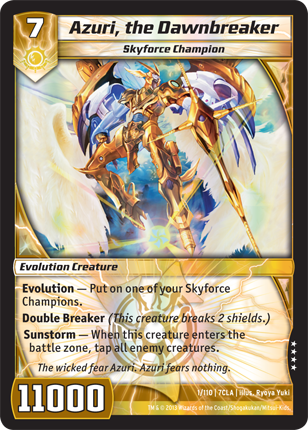 7
Azuri, the Dawnbreaker
Skyforce Champion
Evolution Creature
Evolution — Put on one of your Skyforce
Champions.
Double Breaker (This creature breaks 2 shields.)
Sunstorm — When this creature enters the
battle zone, tap all enemy creatures.
The wicked fear Azuri. Azuri fears nothing.
11000
1/110 | 7CLA | illus. Ryoya Yuki
TM & © 2013 Wizards of the Coast/Shogakukan/Mitsui-Kids.